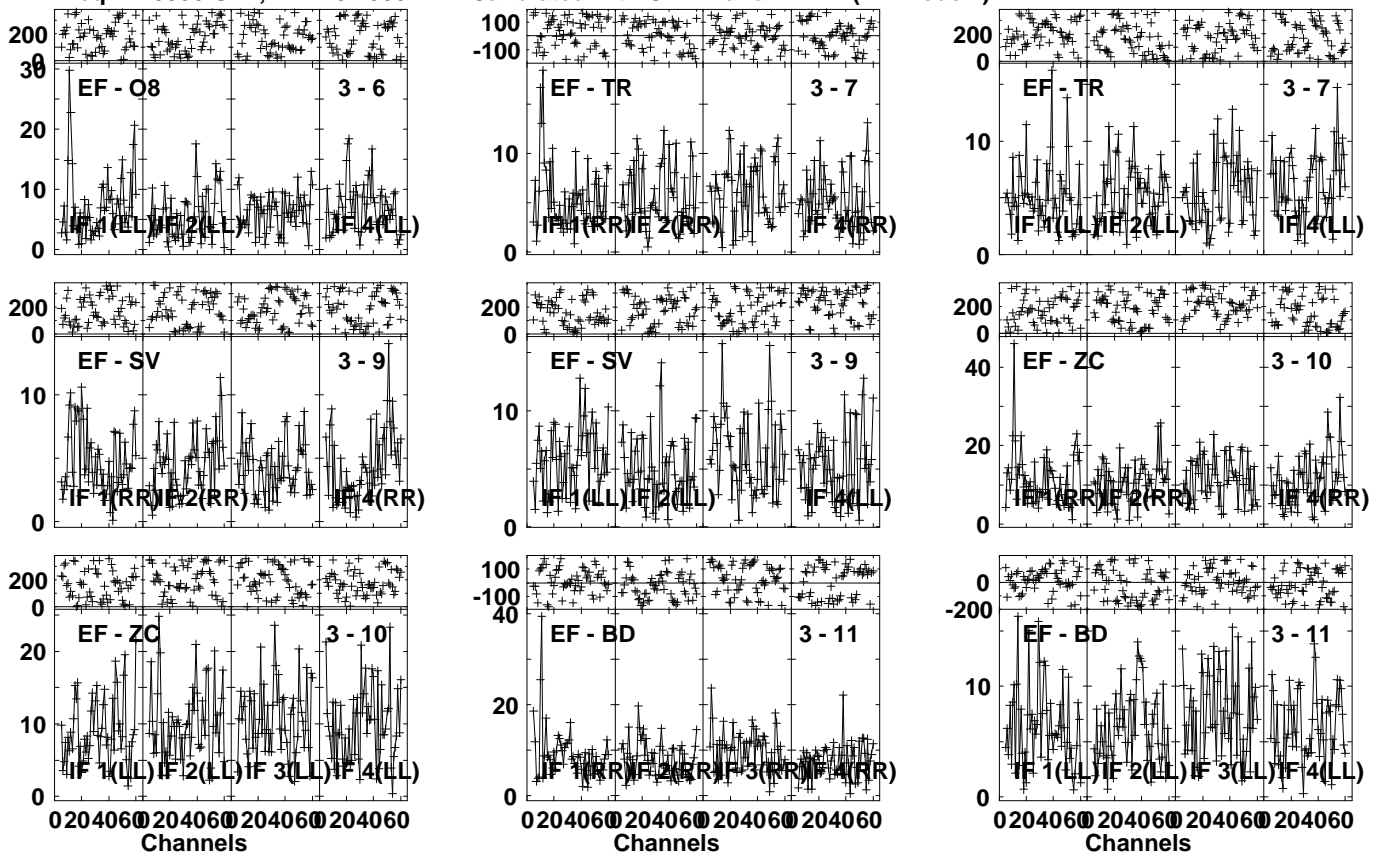 200
0
EF - O8
3 - 6
30
20
10
0
IF 1(LL)
IF 2(LL)
IF 4(LL)
100
-100
EF - TR
3 - 7
10
0
IF 1(RR)
IF 2(RR)
IF 4(RR)
200
0
EF - TR
3 - 7
10
0
IF 1(LL)
IF 2(LL)
IF 4(LL)
200
0
EF - SV
3 - 9
10
0
IF 1(RR)
IF 2(RR)
IF 4(RR)
200
0
EF - SV
3 - 9
10
0
IF 1(LL)
IF 2(LL)
IF 4(LL)
200
0
EF - ZC
3 - 10
40
20
0
IF 1(RR)
IF 2(RR)
IF 4(RR)
200
0
EF - ZC
3 - 10
20
10
0
IF 1(LL)
IF 2(LL)
IF 3(LL)
IF 4(LL)
0 20 40 60 0 20 40 60 0 20 40 60 0 20 40 60
Channels
100
-100
EF - BD
3 - 11
40
20
0
IF 1(RR)
IF 2(RR)
IF 3(RR)
IF 4(RR)
0 20 40 60 0 20 40 60 0 20 40 60 0 20 40 60
Channels
0
-200
EF - BD
3 - 11
10
0
IF 1(LL)
IF 2(LL)
IF 3(LL)
IF 4(LL)
0 20 40 60 0 20 40 60 0 20 40 60 0 20 40 60
Channels